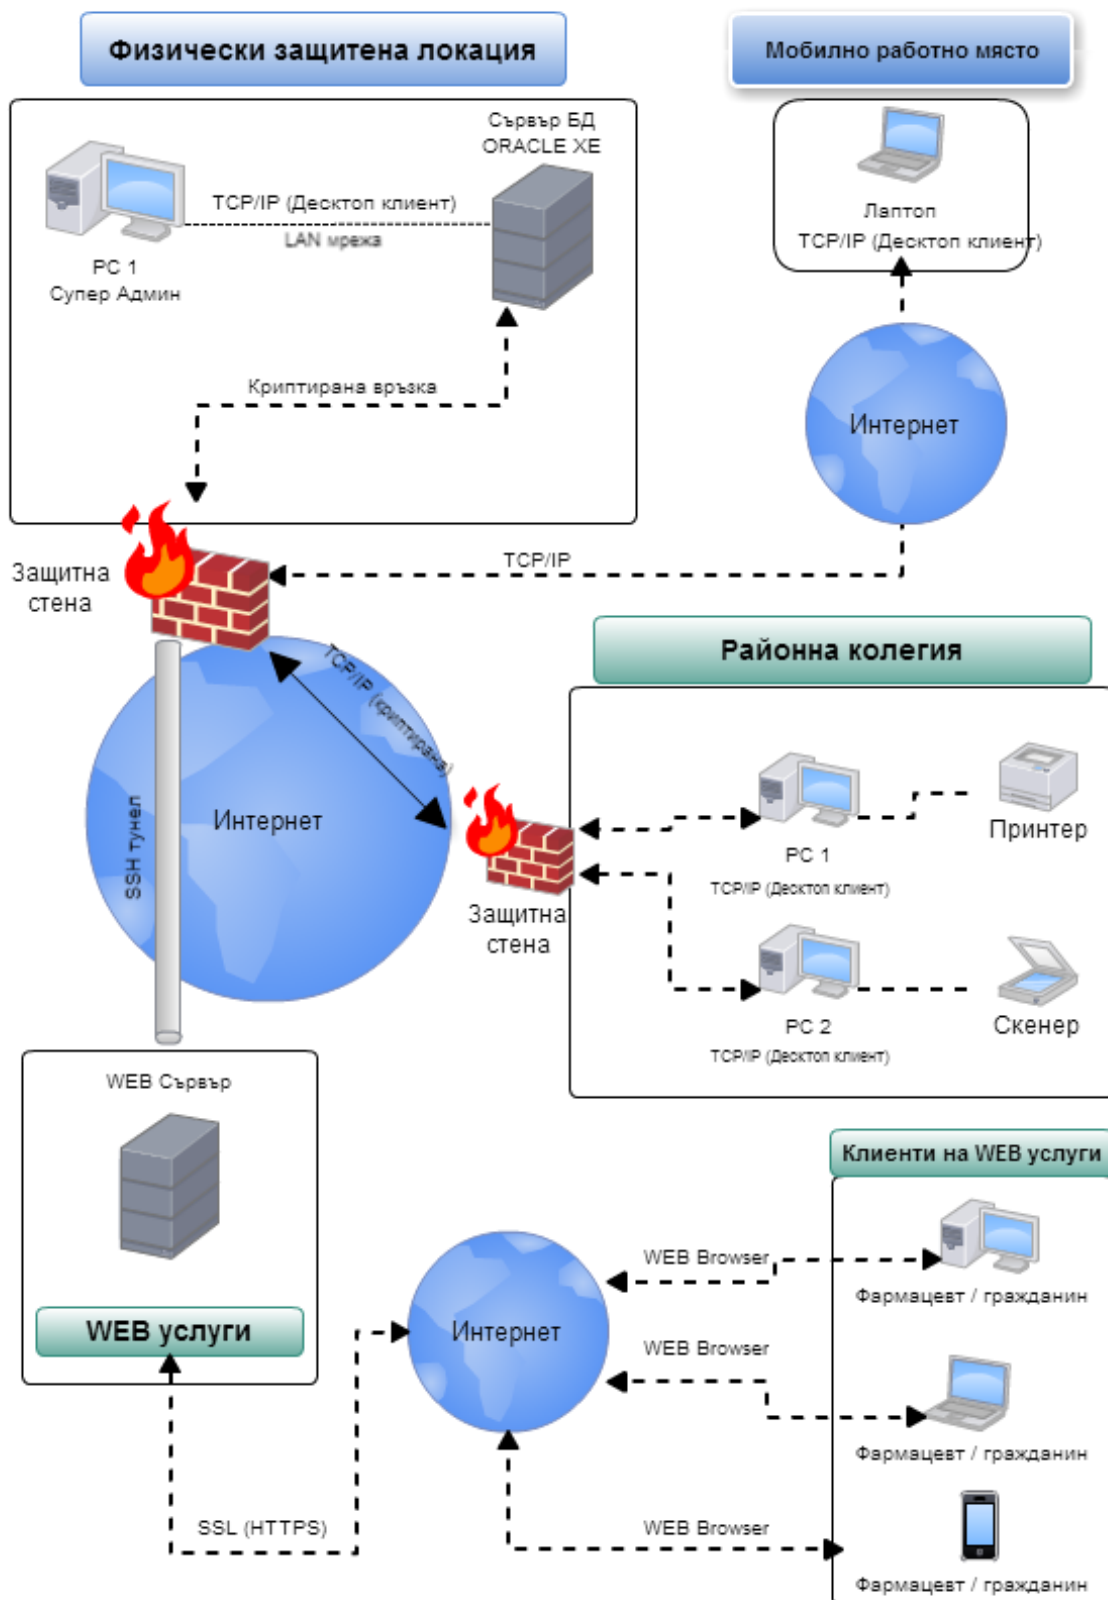 Физически защитена локация
Мобилно работно място
Сървър БД
ORACLE XE
TCP/IP (Десктоп клиент)
LAN мрежа
PC 1
Супер Админ
Криптирана връзка
Лаптоп
TCP/IP (Десктоп клиент)
Интернет
TCP/IP
Защитна
стена
Районна колегия
TCP/IP (криптирана)
Интернет
SSH тунел
Защитна
стена
PC 1
TCP/IP (Десктоп клиент)
Принтер
PC 2
TCP/IP (Десктоп клиент)
Скенер
WEB Сървър
WEB услуги
Клиенти на WEB услуги
Интернет
WEB Browser
Фармацевт / гражданин
WEB Browser
Фармацевт / гражданин
SSL (HTTPS)
WEB Browser
Фармацевт / гражданин